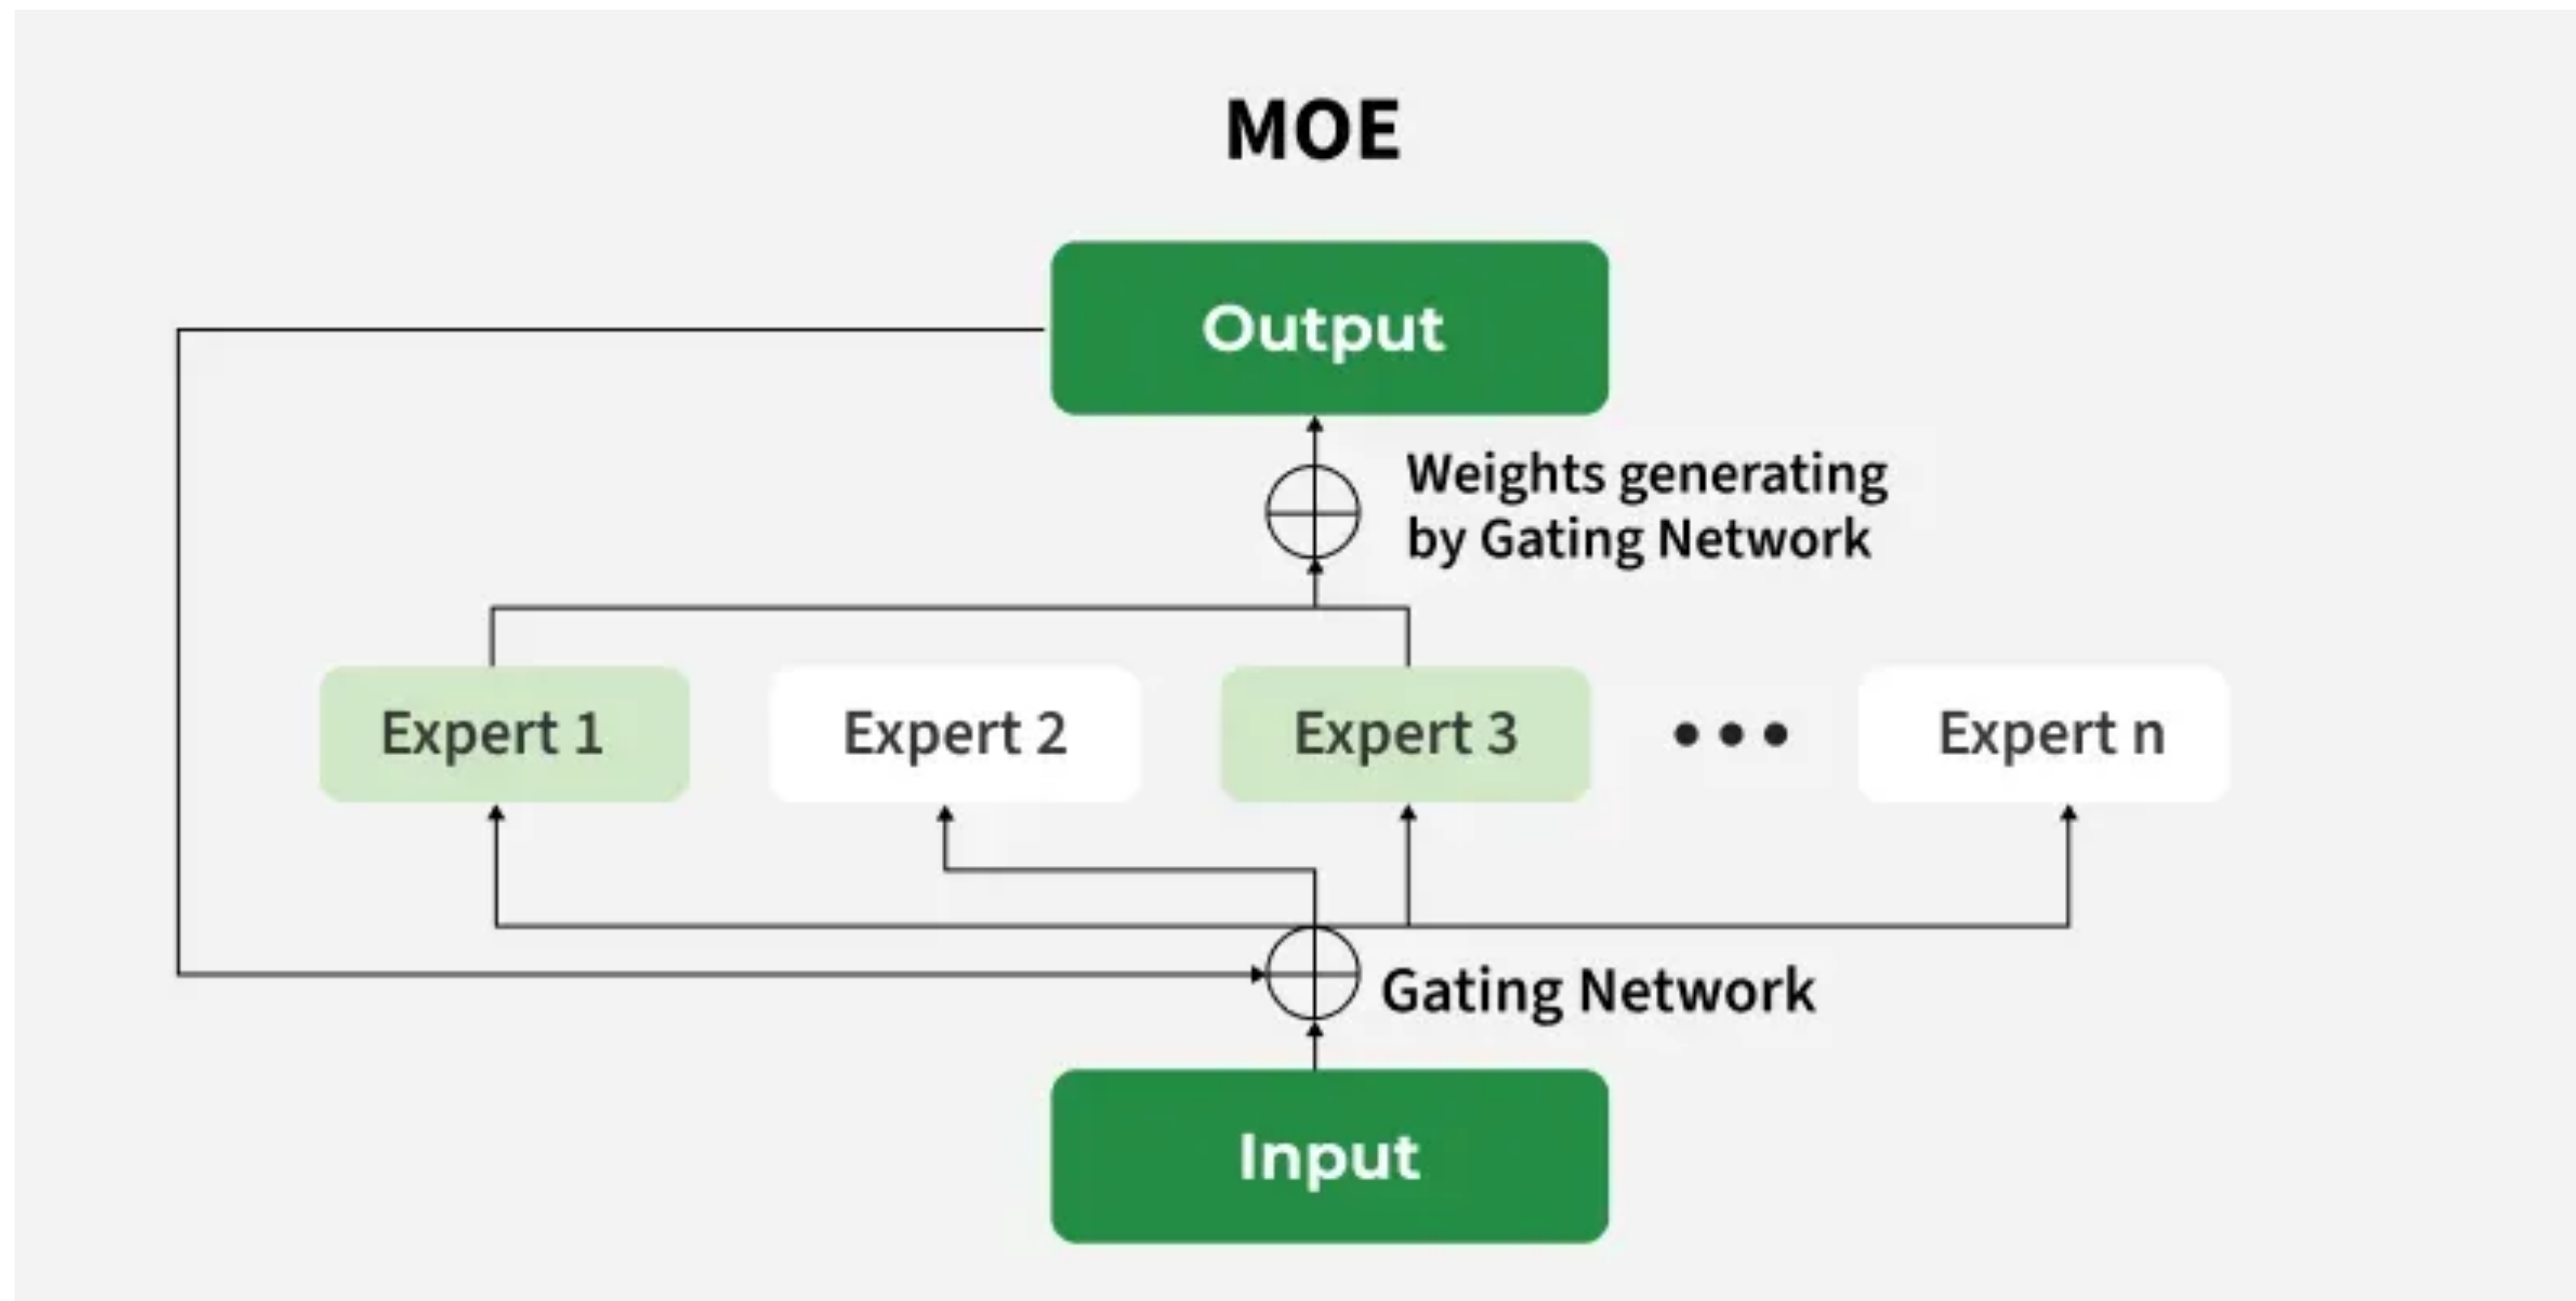 MOE
Output
Weights generating
by Gating Network
Expert 1
Expert 2
Expert 3
Expert n
Gating Network
Input